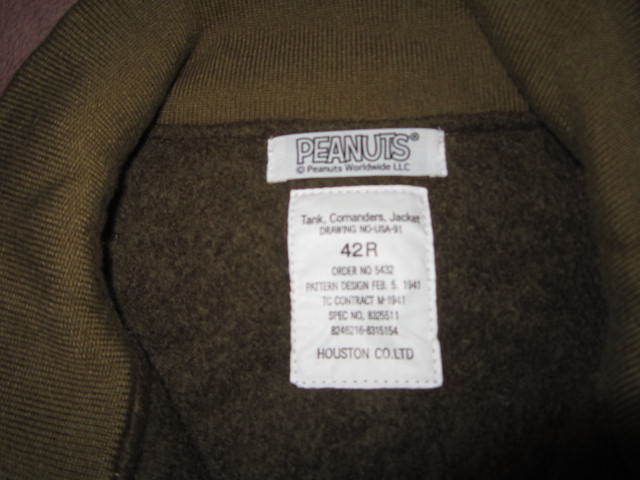 PEANUTS®
© Peanuts Worldwide LLC
Tank, Comanders, Jacket
DRAWING NO-USA-91
42R
ORDER NO 5432
PATTERN DESIGN FEB. 5. 1941
TC CONTRACT M-1941
SPEC NO, 8325511
8246216-8315154
HOUSTON CO.LTD